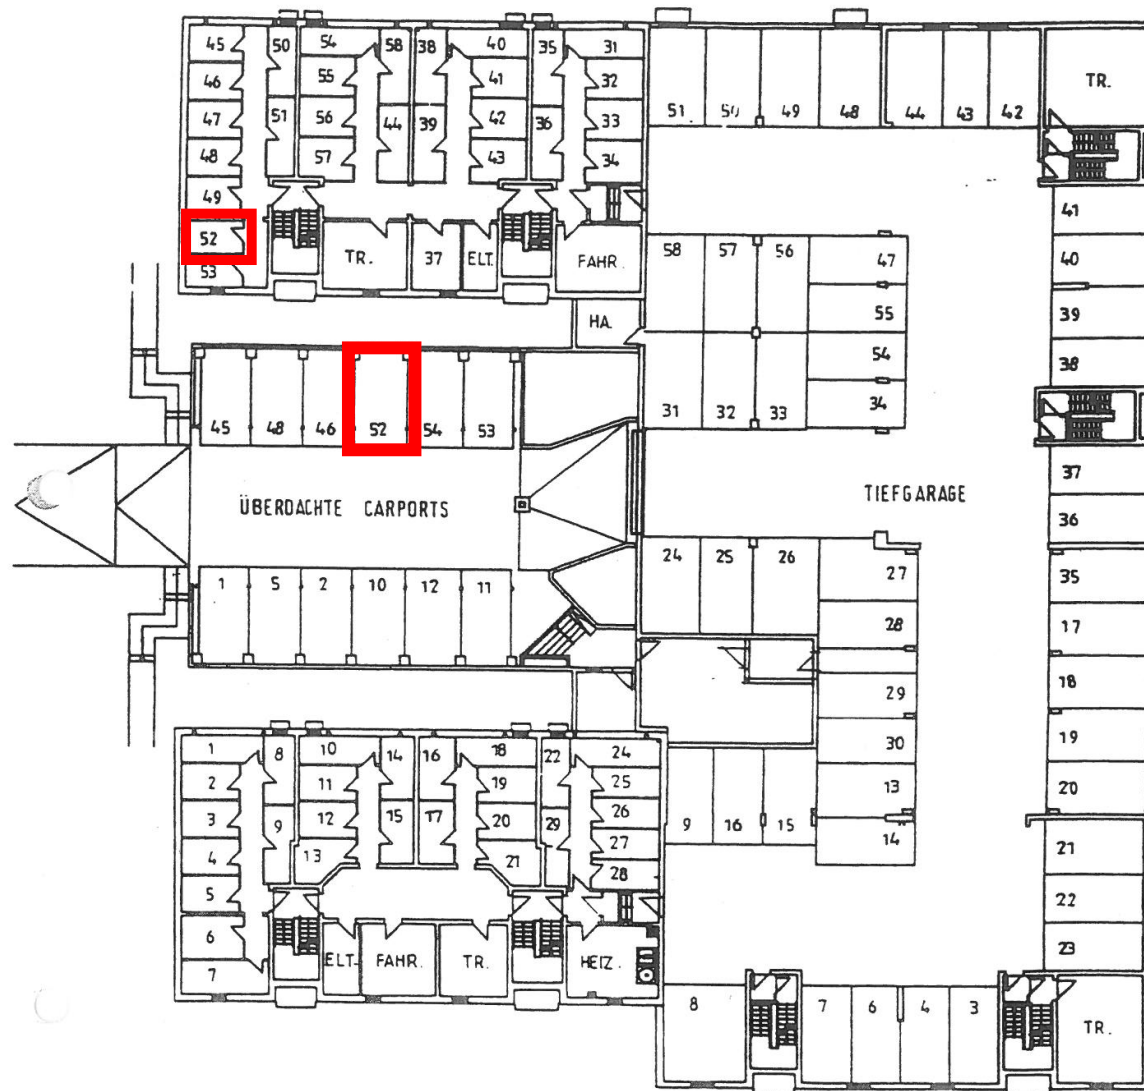 45 50 54 58 38 40 35 31
46 55 41 32
47 51 56 44 39 42 36 33
48 57 43 34
49
52 TR. 37 ELT. FAHR.
53
51 50 49 48 44 43 42 TR.
41
58 57 56 47 40
55 39
HA.
54 38
31 32 33 34
45 48 46 52 54 53
ÜBERDACHTE CARPORTS
TIEFGARAGE
37
36
1 5 2 10 12 11
24 25 26 27 35
28 17
29 18
30 19
13 20
9 16 15 14
21
22
23
1 8 10 14 16 18 22 24
2 11 19 25
3 9 12 15 17 20 29 26
4 13 21 27
5 28
6 ELT. FAHR. TR. HEIZ.
7
8 7 6 4 3 TR.